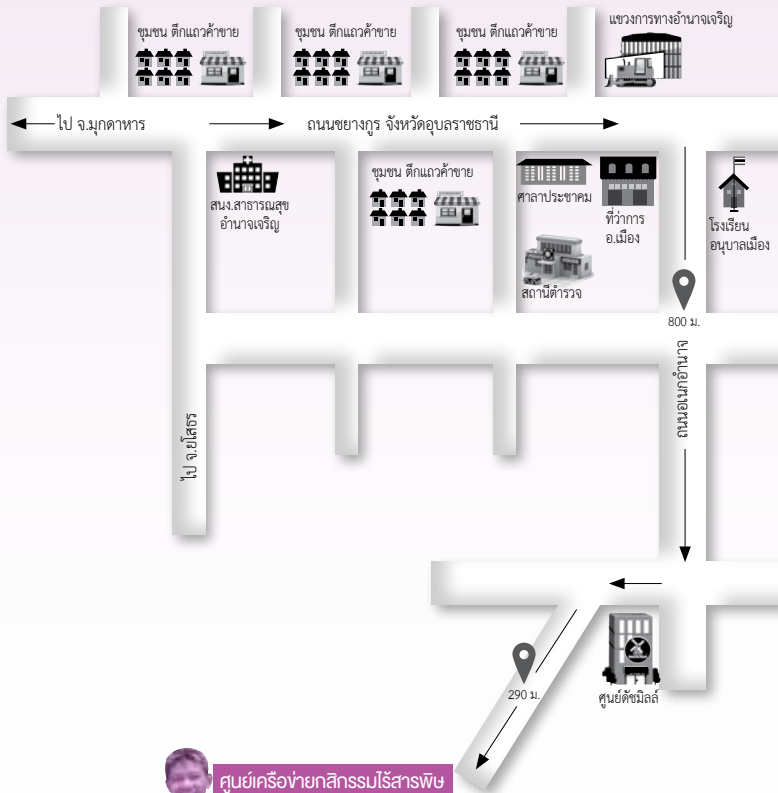 ชุมชน ตึกแถวค้าขาย
ชุมชน ตึกแถวค้าขาย
ชุมชน ตึกแถวค้าขาย
แขวงการทางอำนาจเจริญ
ไป จ.มุกดาหาร
ถนนชยางกูร จังหวัดอุบลราชธานี
สนง.สาธารณสุข
อำนาจเจริญ
ชุมชน ตึกแถวค้าขาย
ศาลาประชาคม
ที่ว่าการ
อ.เมือง
โรงเรียน
อนุบาลเมือง
สถานีตำรวจ
800 ม.
ถนนอเนกอำนาจ
ไป จ.ยโสธร
290 ม.
ศูนย์ดัชมิลล์
ศูนย์เครือข่ายกสิกรรมไร้สารพิษ